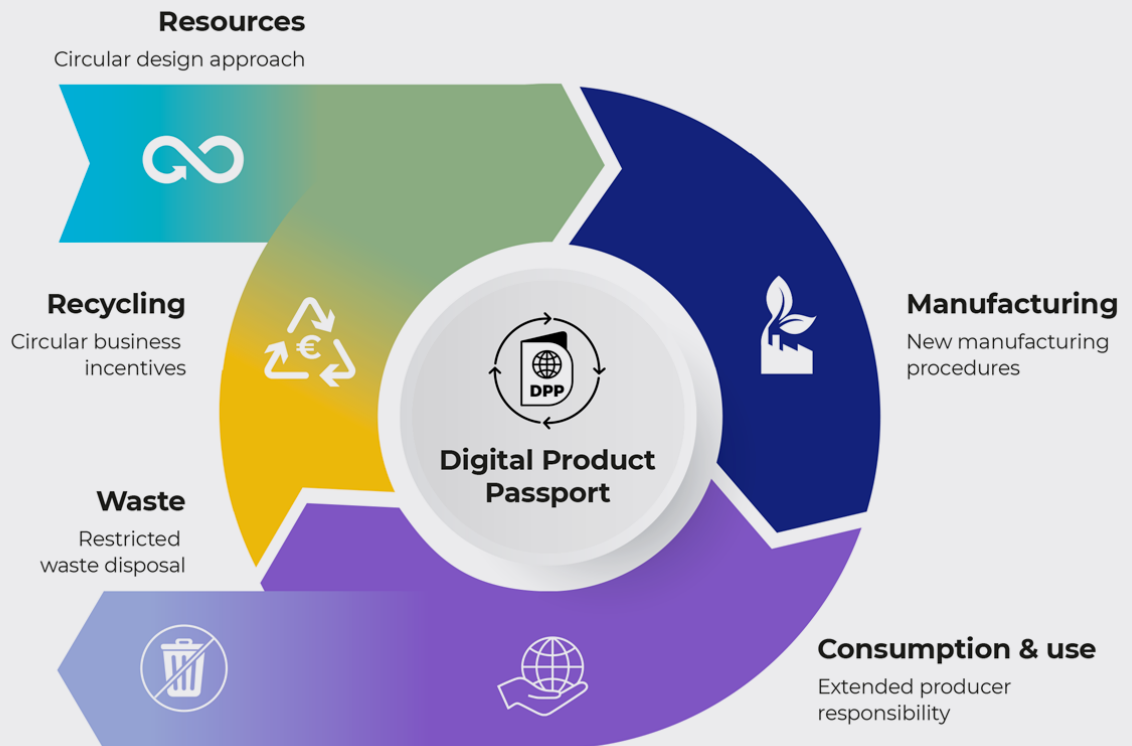 Resources
Circular design approach
Recycling
Circular business
incentives
€
Manufacturing
New manufacturing
procedures
DPP
Digital Product
Passport
Waste
Restricted
waste disposal
Consumption & use
Extended producer
responsibility